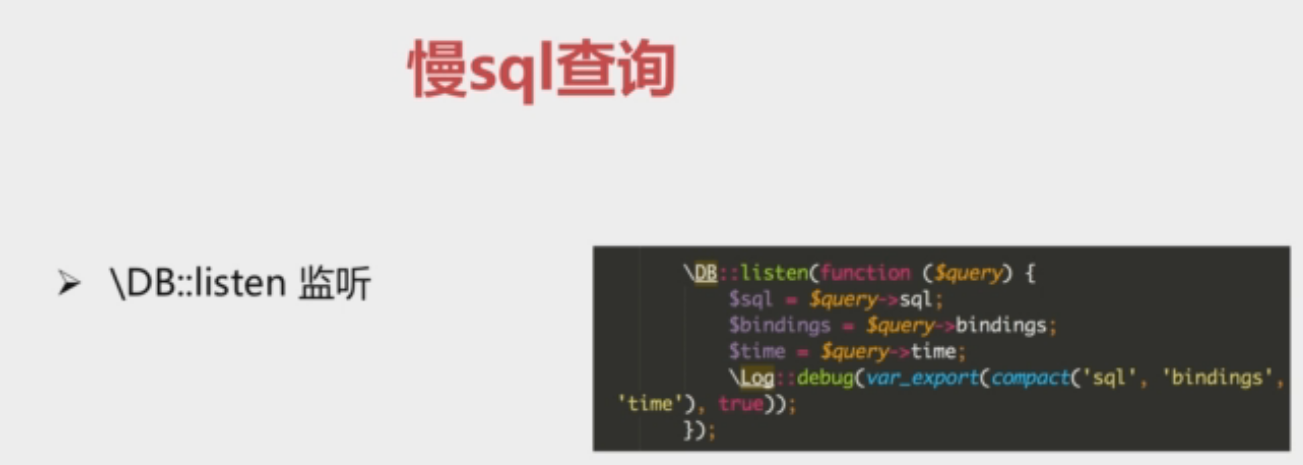 慢sql查询
➢ \DB::listen 监听
\DB::listen(function ($query) {
$sql = $query->sql;
$bindings = $query->bindings;
$time = $query->time;
\Log::debug(var_export(compact('sql', 'bindings',
'time'), true));
});